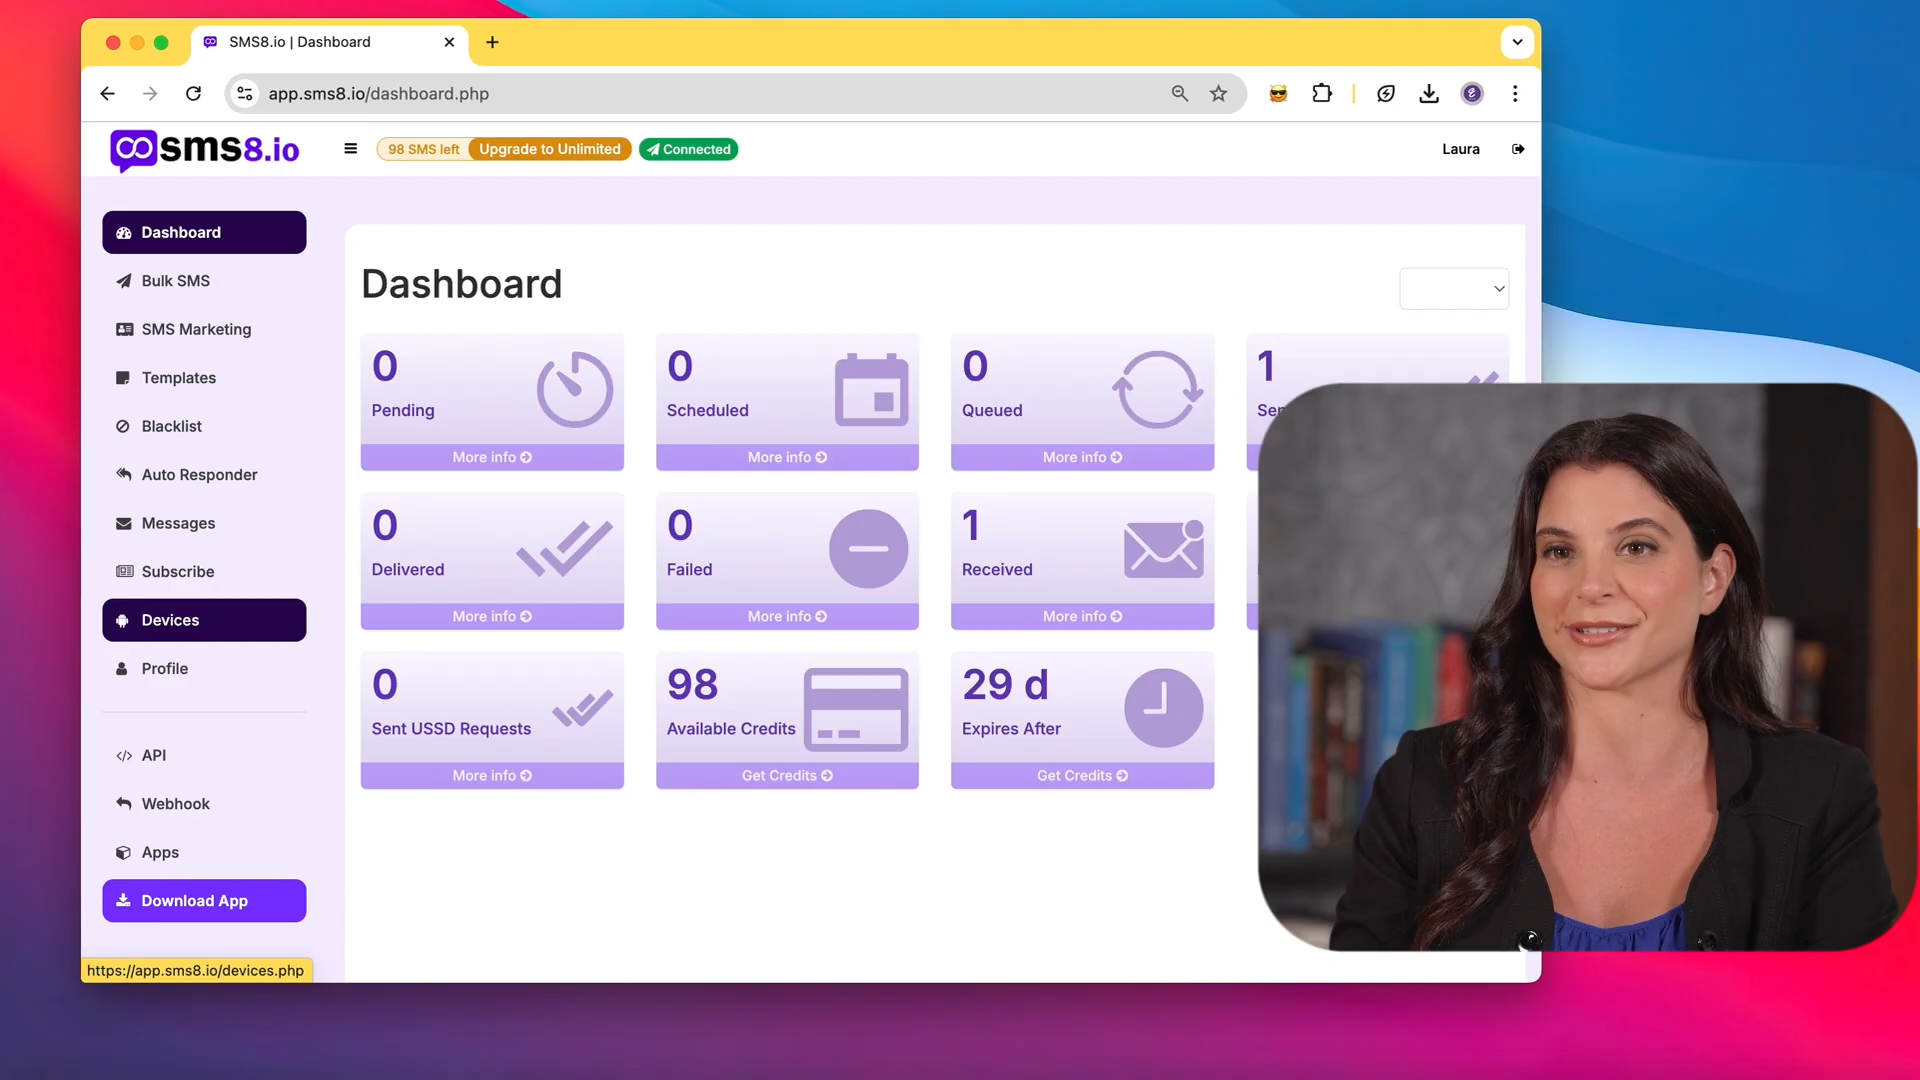 SMS8.io | Dashboard
app.sms8.io/dashboard.php
sms8.io
98 SMS left
Upgrade to Unlimited
Connected
Laura
Dashboard
Bulk SMS
SMS Marketing
Templates
Blacklist
Auto Responder
Messages
Subscribe
Devices
Profile
API
Webhook
Apps
Download App
https://app.sms8.io/devices.php
Dashboard
0
Pending
More info
0
Scheduled
More info
0
Queued
More info
1
0
Delivered
More info
0
Failed
More info
1
Received
More info
0
Sent USSD Requests
More info
98
Available Credits
Get Credits
29 d
Expires After
Get Credits